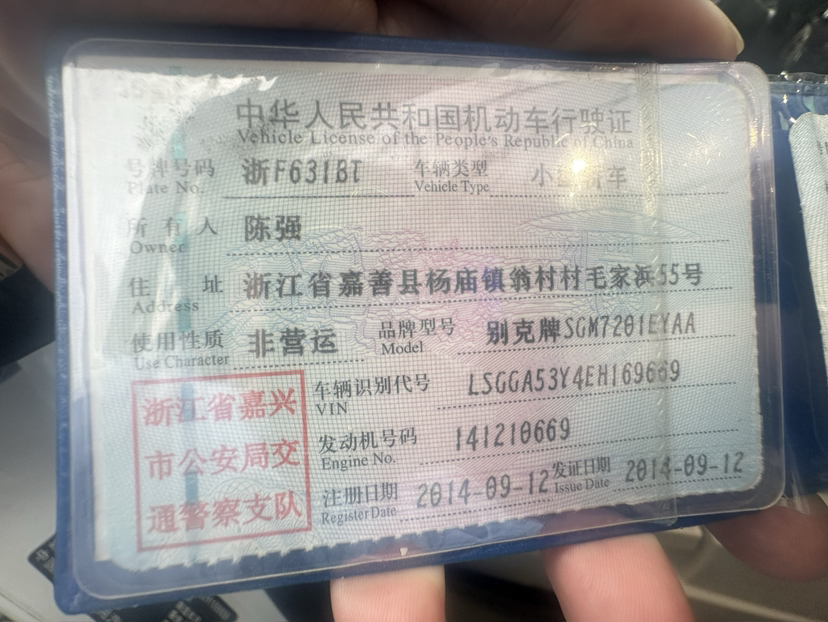 中华人民共和国机动车行驶证
Vehicle License of the People's Republic of China
号牌号码 浙F631BT 车辆类型 小 车
Plate No. Vehicle Type
所有人 陈强
Owner
住址 浙江省嘉善县杨庙镇翁村村毛家浜55号
Address
使用性质 非营运 品牌型号 别克牌SGM7201EYAA
Use Character Model
浙江省嘉兴
市公安局交
通警察支队
车辆识别代号 LSGGA53Y4EH169669
VIN
发动机号码 141210669
Engine No.
注册日期 2014-09-12 发证日期 2014-09-12
Register Date Issue Date